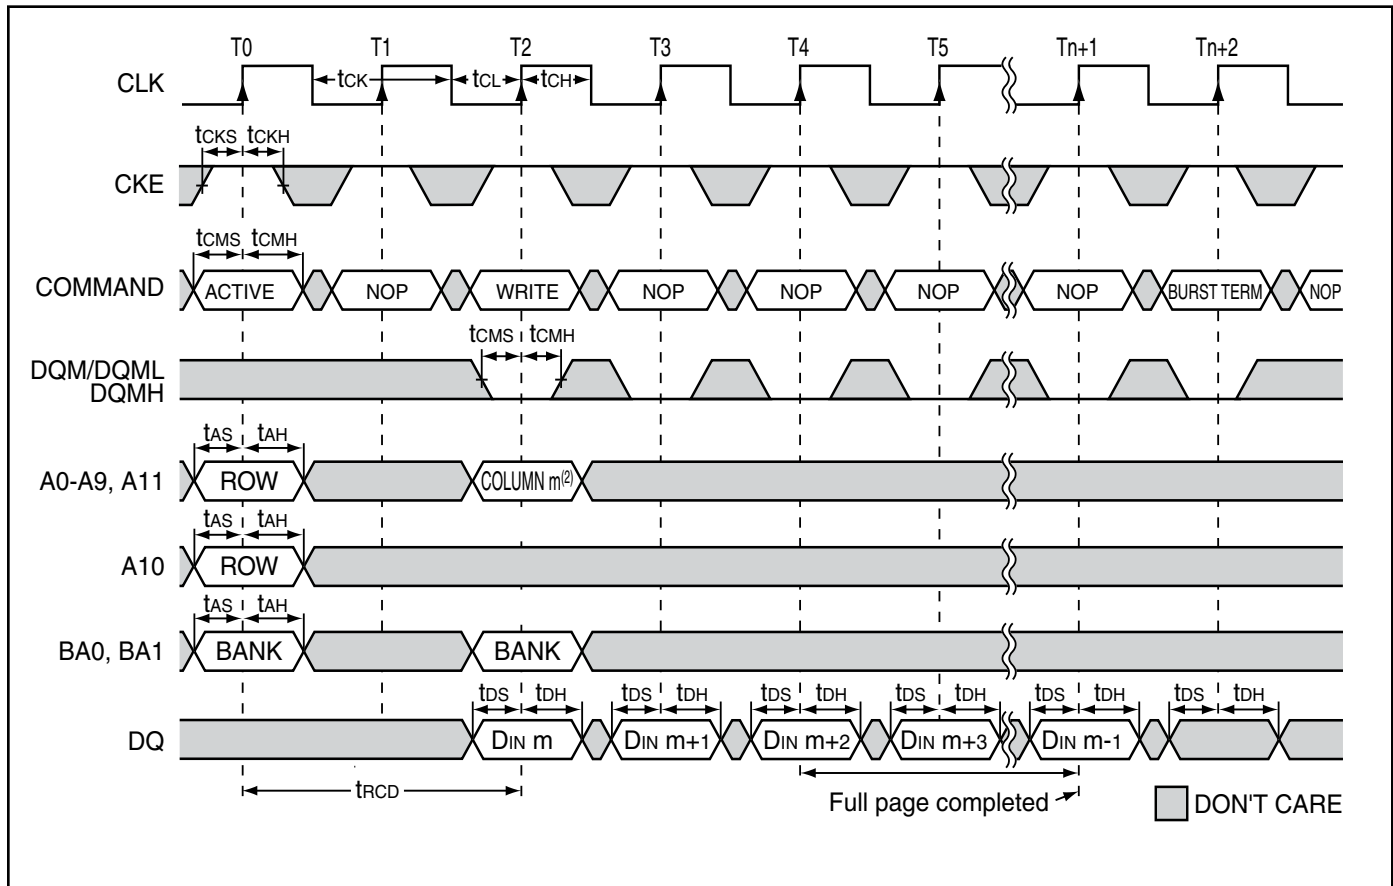 T0 T1 T2 T3 T4 T5 Tn+1 Tn+2
CLK tCK tCL tCH
tCKS tCKH
CKE
tCMS tCMH
COMMAND ACTIVE NOP WRITE NOP NOP NOP NOP BURST TERM NOP
tCMS tCMH
DQM/DQML
DQMH
tAS tAH
A0-A9, A11 ROW COLUMN m(2)
tAS tAH
A10 ROW
tAS tAH
BA0, BA1 BANK BANK
tDS tDH tDS tDH tDS tDH tDS tDH tDS tDH tDS tDH
DQ DIN m DIN m+1 DIN m+2 DIN m+3 DIN m-1
tRCD
Full page completed
DON'T CARE